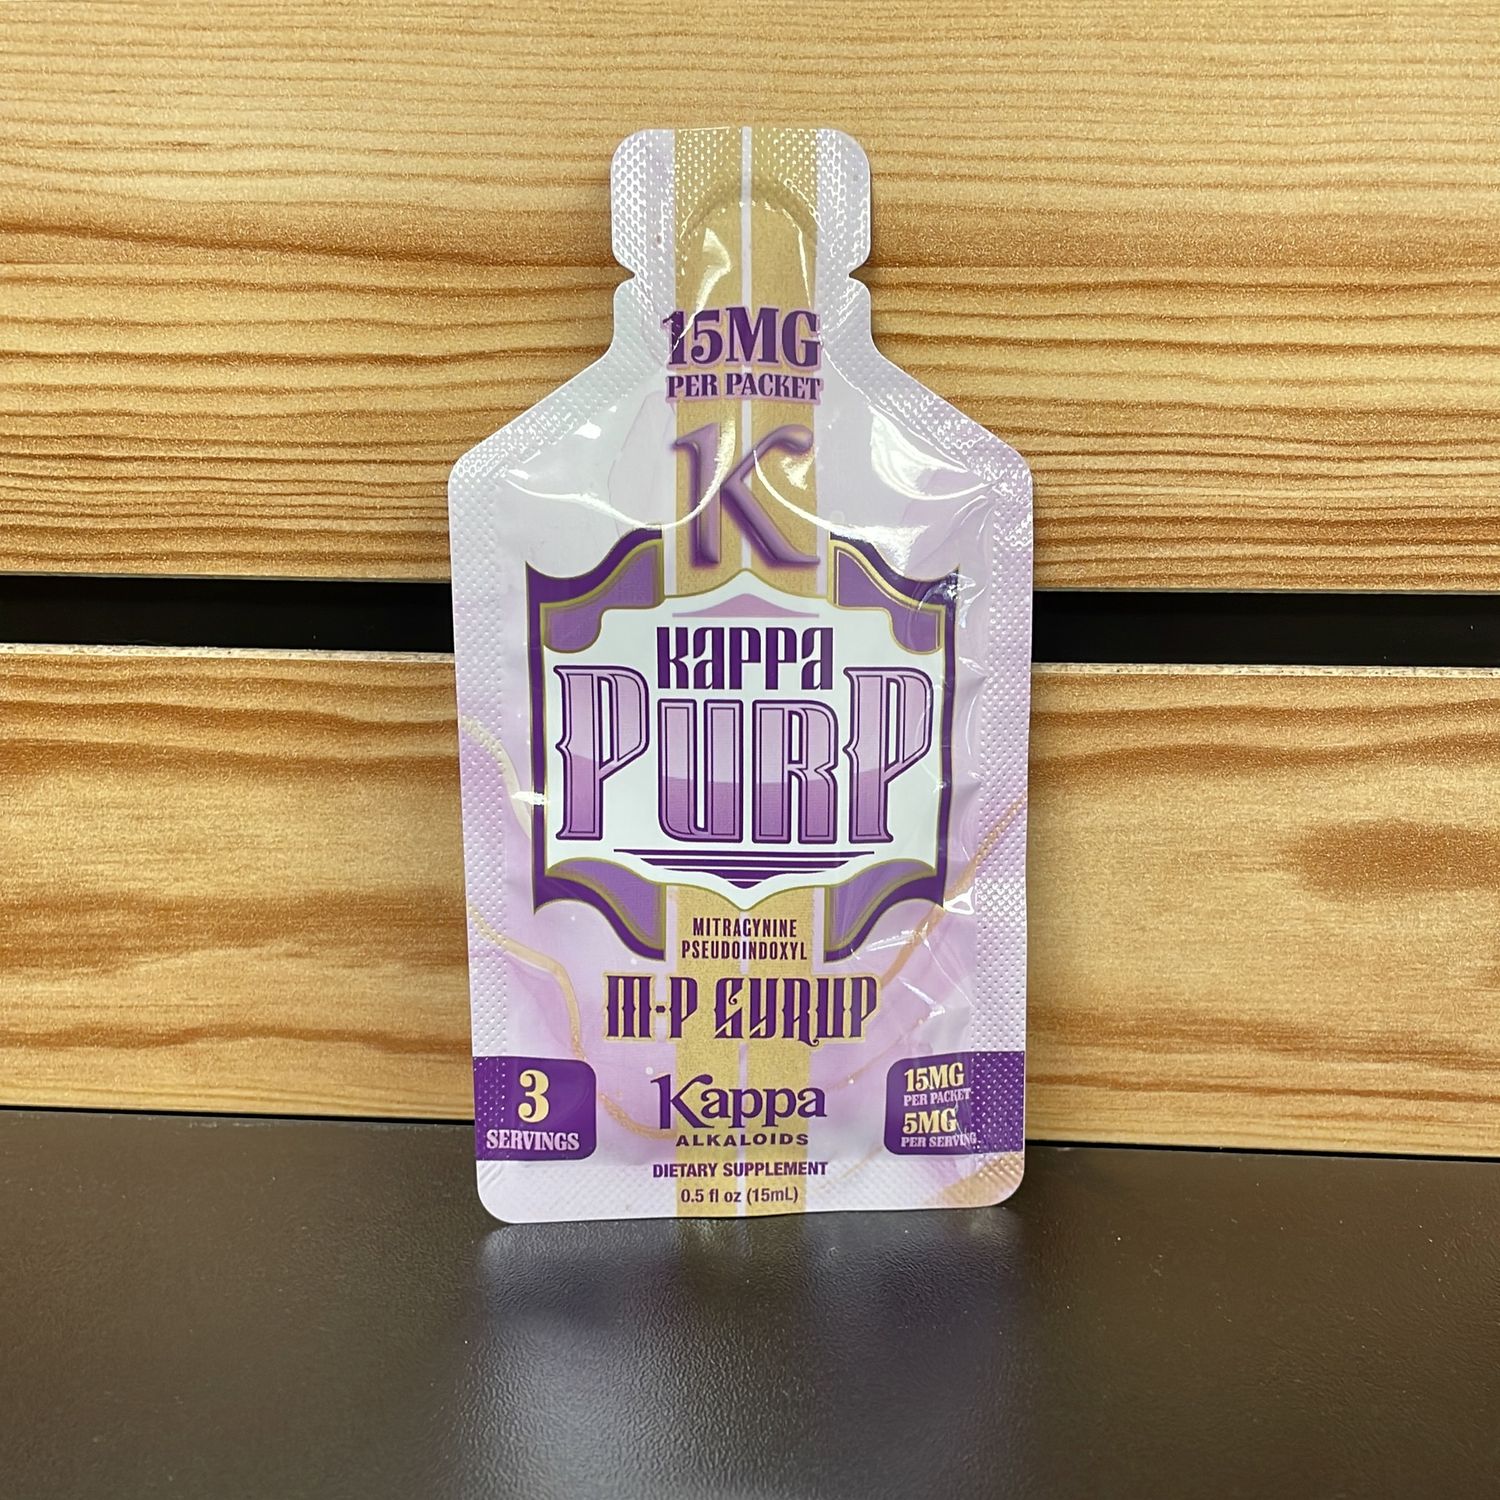 15MG
PER PACKET
K
KAPPA
PURP
MITRAGYNINE
PSEUDOINDOXYL
M-P SYRUP
3
SERVINGS
Kappa
ALKALOIDS
15MG
PER PACKET
5MG
PER SERVING
DIETARY SUPPLEMENT
0.5 fl oz (15mL)